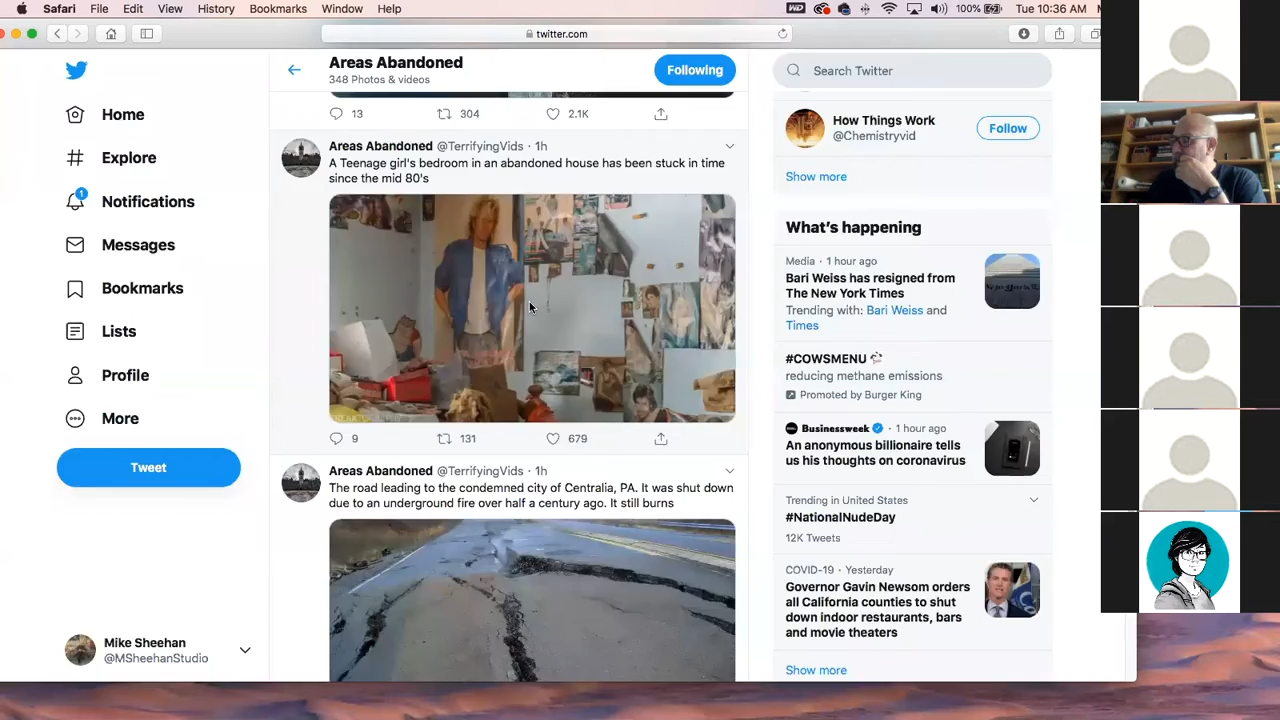 Safari File Edit View History Bookmarks Window Help 100% Tue 10:36 AM
twitter.com
Home
Explore
1
Notifications
Messages
Bookmarks
Lists
Profile
More
Tweet
Mike Sheehan
@MSheehanStudio
Areas Abandoned
348 Photos & videos
Following
13 304 2.1K
Areas Abandoned @TerrifyingVids · 1h
A Teenage girl's bedroom in an abandoned house has been stuck in time
since the mid 80's
9 131 679
Areas Abandoned @TerrifyingVids · 1h
The road leading to the condemned city of Centralia, PA. It was shut down
due to an underground fire over half a century ago. It still burns
Search Twitter
How Things Work
@Chemistryvid
Follow
Show more
What's happening
Media · 1 hour ago
Bari Weiss has resigned from
The New York Times
Trending with: Bari Weiss and
Times
#COWSMENU
reducing methane emissions
Promoted by Burger King
Businessweek · 1 hour ago
An anonymous billionaire tells
us his thoughts on coronavirus
Trending in United States
#NationalNudeDay
12K Tweets
COVID-19 · Yesterday
Governor Gavin Newsom orders
all California counties to shut
down indoor restaurants, bars
and movie theaters
Show more